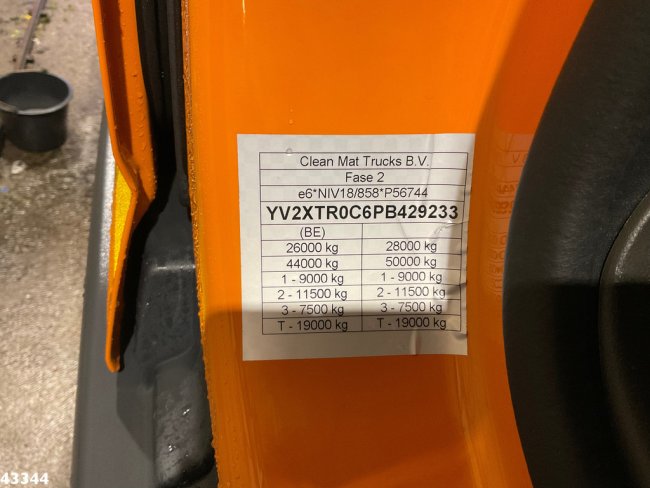 Clean Mat Trucks B.V.
Fase 2
e6*NIV18/858*P56744
YV2XTR0C6PB429233
(BE)
26000 kg 28000 kg
44000 kg 50000 kg
1 - 9000 kg 1 - 9000 kg
2 - 11500 kg 2 - 11500 kg
3 - 7500 kg 3 - 7500 kg
T - 19000 kg T - 19000 kg
43344